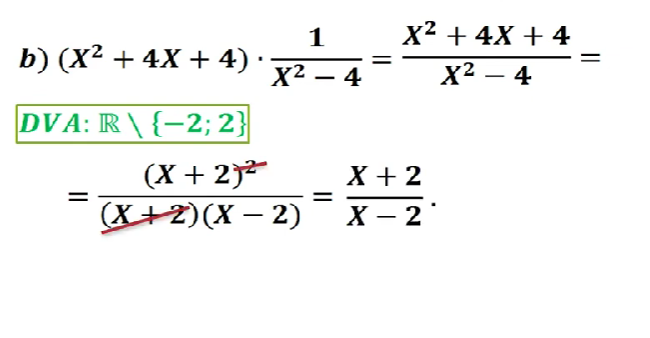 b) (X² + 4X + 4) · 1/(X² − 4) = (X² + 4X + 4)/(X² − 4) =
DVA: ℝ \ {−2; 2}
= (X + 2)²/((X + 2)(X − 2)) = (X + 2)/(X − 2).